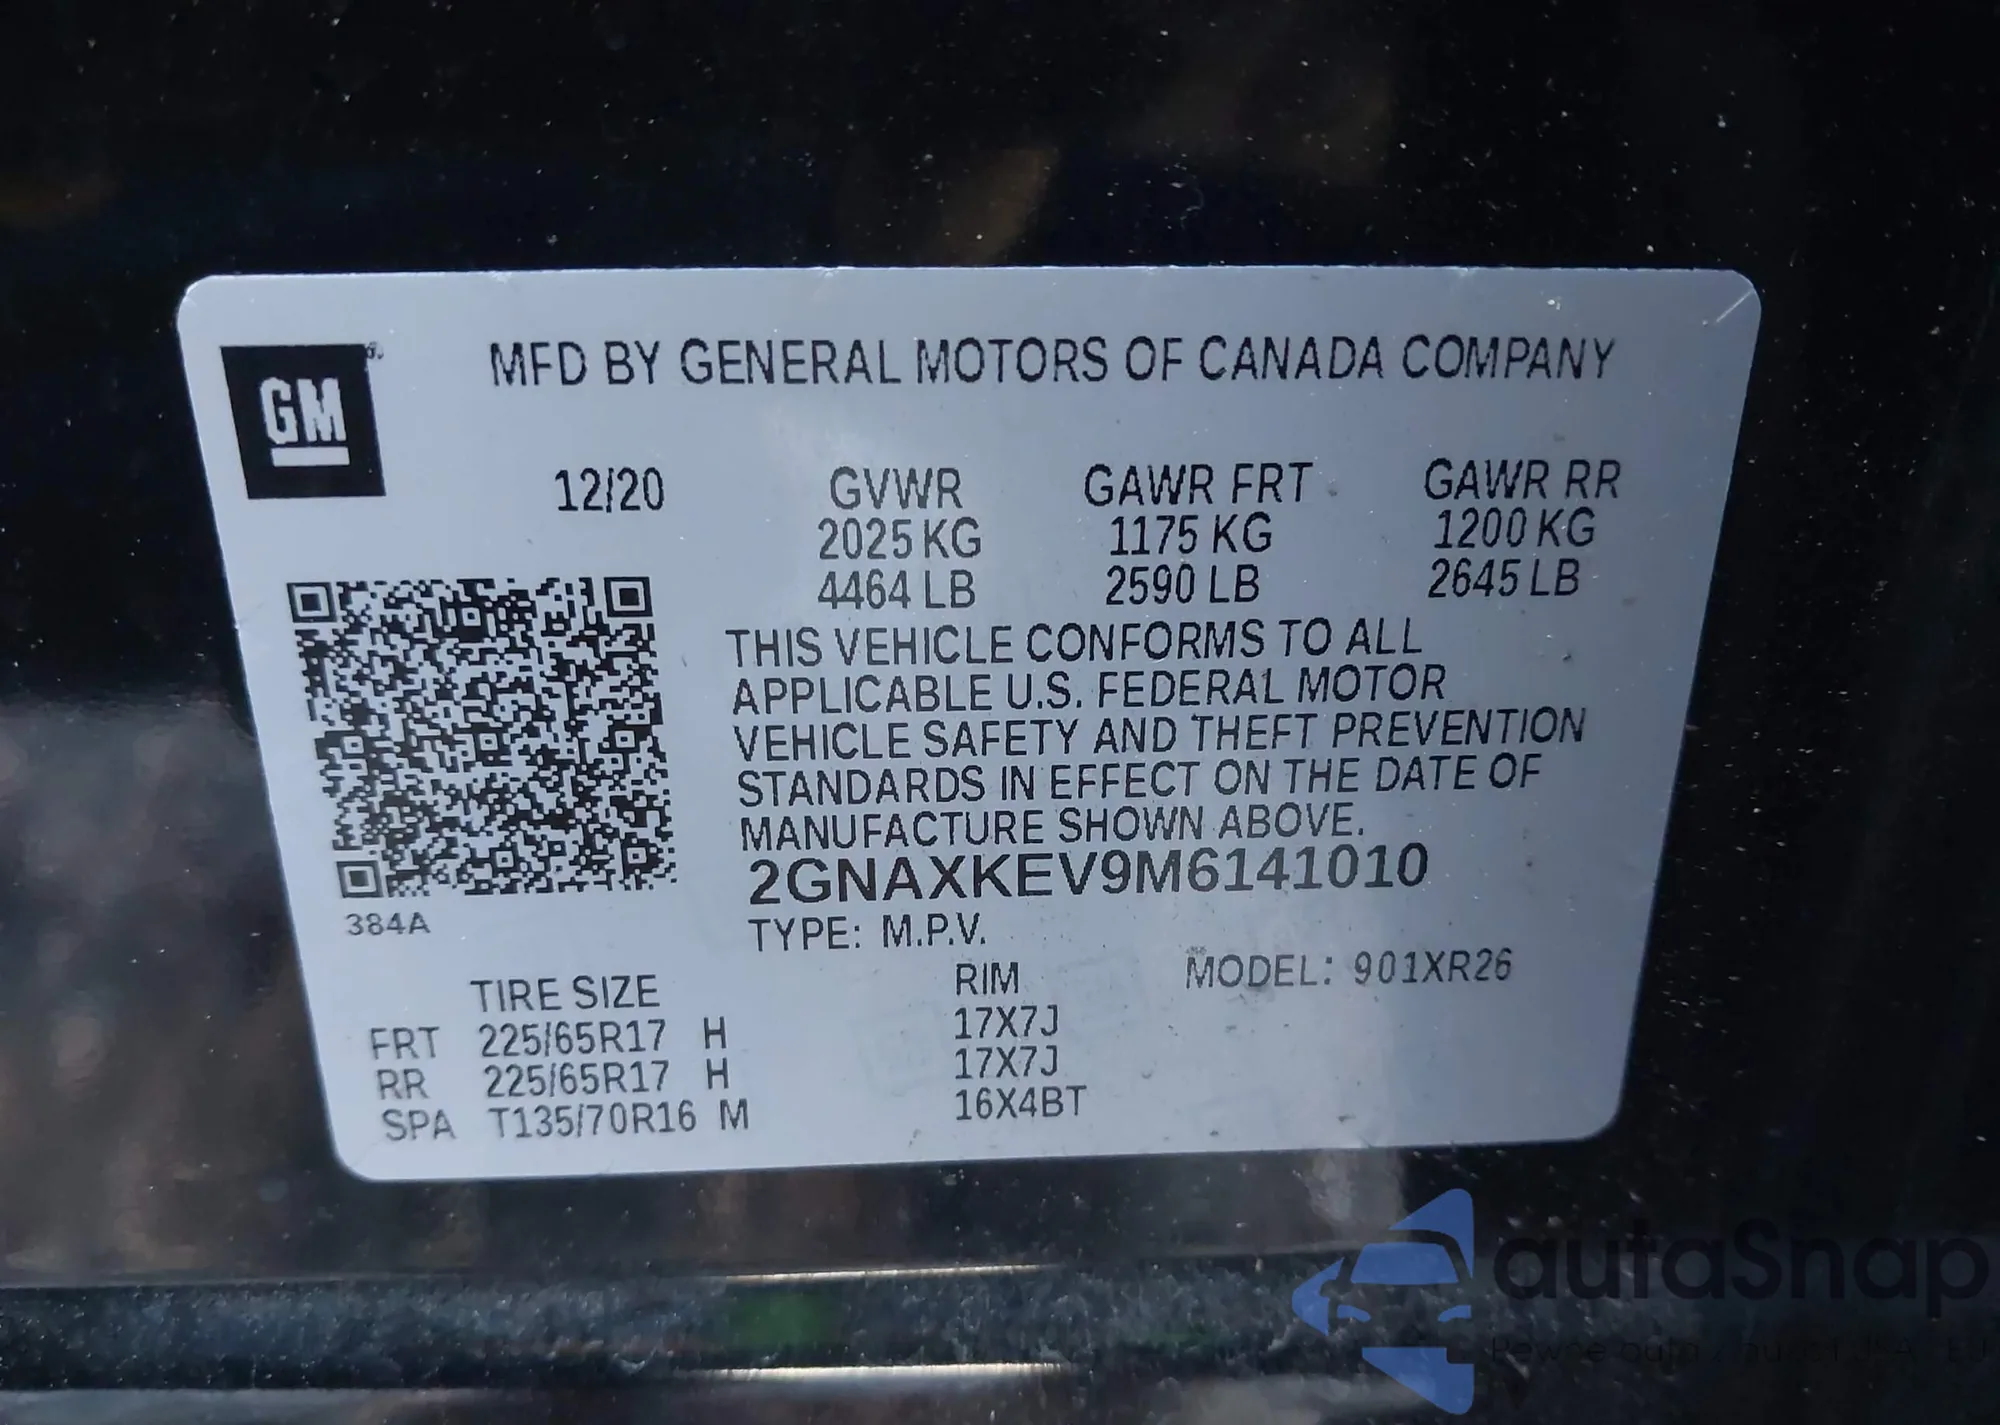 MFD BY GENERAL MOTORS OF CANADA COMPANY
GM
12/20 GVWR GAWR FRT GAWR RR
2025 KG 1175 KG 1200 KG
4464 LB 2590 LB 2645 LB
THIS VEHICLE CONFORMS TO ALL
APPLICABLE U.S. FEDERAL MOTOR
VEHICLE SAFETY AND THEFT PREVENTION
STANDARDS IN EFFECT ON THE DATE OF
MANUFACTURE SHOWN ABOVE.
2GNAXKEV9M6141010
384A
TYPE: M.P.V.
MODEL: 901XR26
TIRE SIZE RIM
FRT 225/65R17 H 17X7J
RR 225/65R17 H 17X7J
SPA T135/70R16 M 16X4BT
autaSnap
Pewne auta z